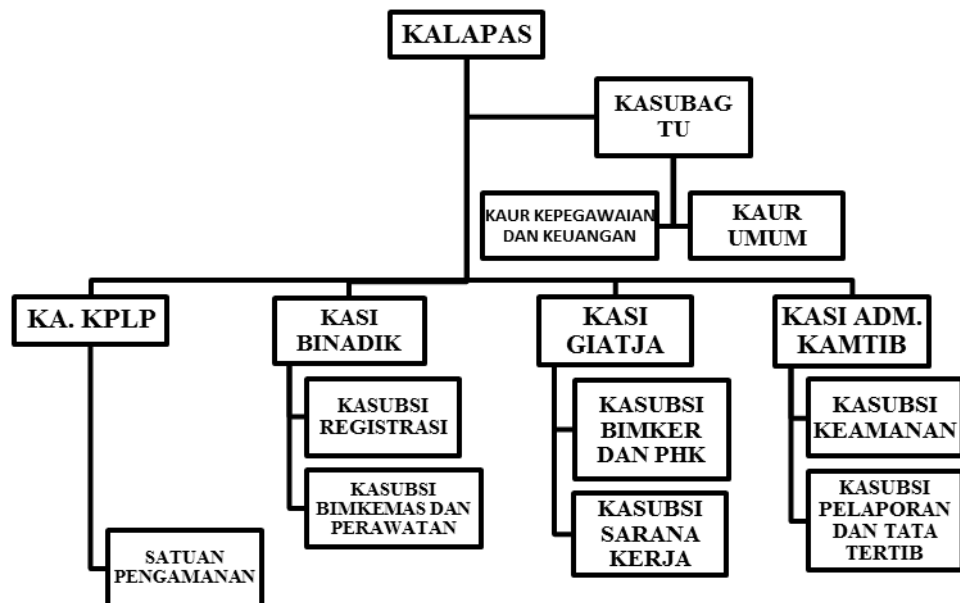 KALAPAS
KASUBAG
TU
KAUR KEPEGAWAIAN
DAN KEUANGAN
KAUR
UMUM
KA. KPLP
KASI
BINADIK
KASI
GIATJA
KASI ADM.
KAMTIB
KASUBSI
REGISTRASI
KASUBSI
BIMKEMAS DAN
PERAWATAN
KASUBSI
BIMKER
DAN PHK
KASUBSI
SARANA
KERJA
KASUBSI
KEAMANAN
KASUBSI
PELAPORAN
DAN TATA
TERTIB
SATUAN
PENGAMANAN